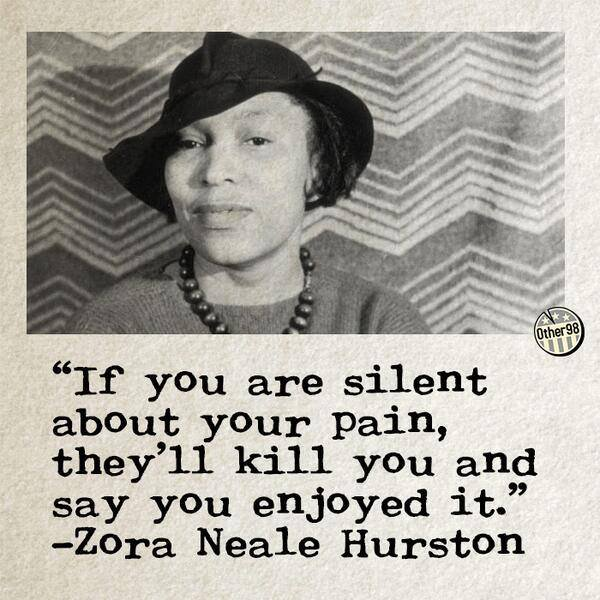 Other98
“If you are silent
about your pain,
they’ll kill you and
say you enjoyed it.”
-Zora Neale Hurston